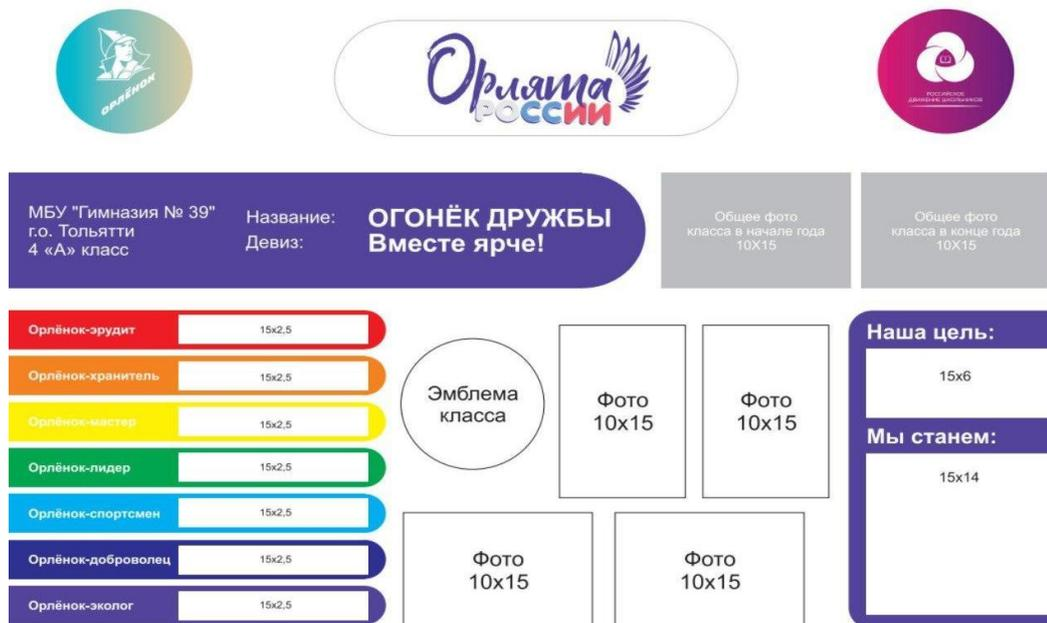 ОРЛЁНОК
Орлята
РОССИИ
РОССИЙСКОЕ
ДВИЖЕНИЕ ШКОЛЬНИКОВ
МБУ "Гимназия № 39"
г.о. Тольятти
4 «А» класс
Название:
Девиз:
ОГОНЁК ДРУЖБЫ
Вместе ярче!
Общее фото
класса в начале года
10Х15
Общее фото
класса в конце года
10Х15
Орлёнок-эрудит
15х2,5
Орлёнок-хранитель
15х2,5
Орлёнок-мастер
15х2,5
Орлёнок-лидер
15х2,5
Орлёнок-спортсмен
15х2,5
Орлёнок-доброволец
15х2,5
Орлёнок-эколог
15х2,5
Эмблема
класса
Фото
10х15
Фото
10х15
Фото
10х15
Фото
10х15
Наша цель:
15х6
Мы станем:
15х14